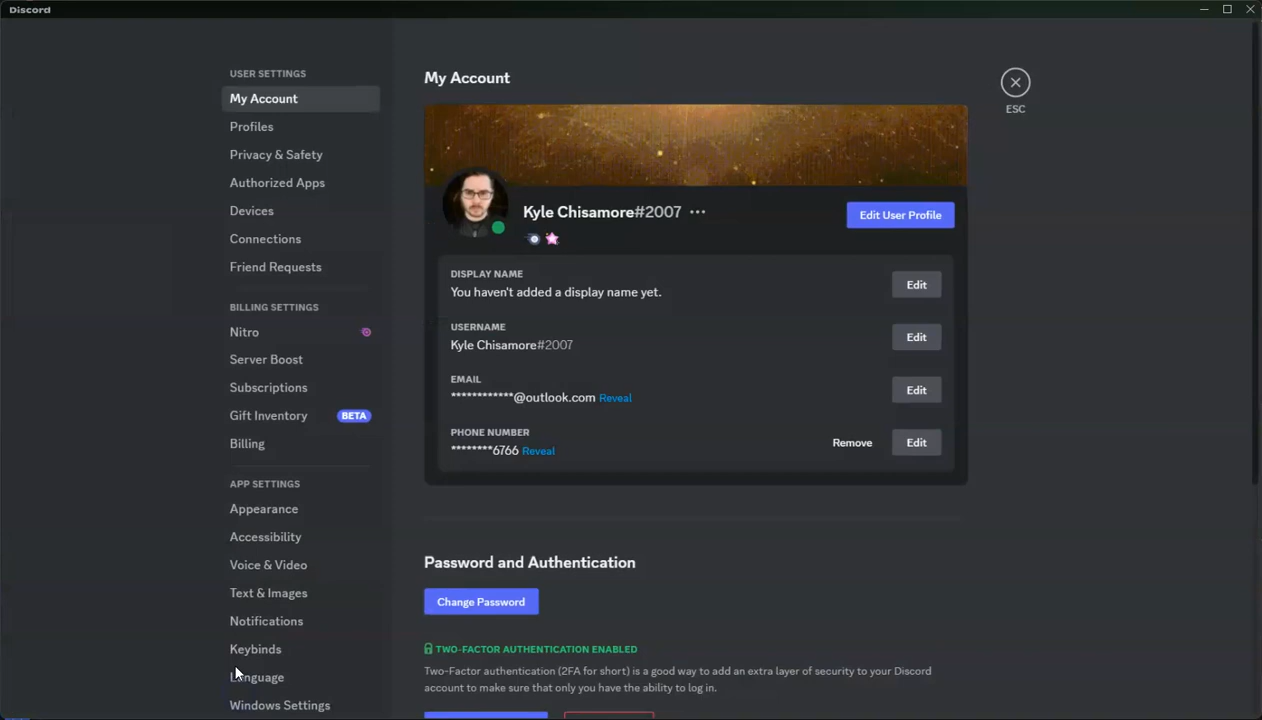 Discord
USER SETTINGS
My Account
Profiles
Privacy & Safety
Authorized Apps
Devices
Connections
Friend Requests
BILLING SETTINGS
Nitro
Server Boost
Subscriptions
Gift Inventory BETA
Billing
APP SETTINGS
Appearance
Accessibility
Voice & Video
Text & Images
Notifications
Keybinds
Language
Windows Settings
My Account
ESC
Kyle Chisamore#2007
Edit User Profile
DISPLAY NAME
You haven't added a display name yet.
Edit
USERNAME
Kyle Chisamore#2007
Edit
EMAIL
************@outlook.com Reveal
Edit
PHONE NUMBER
********6766 Reveal
Remove Edit
Password and Authentication
Change Password
TWO-FACTOR AUTHENTICATION ENABLED
Two-Factor authentication (2FA for short) is a good way to add an extra layer of security to your Discord
account to make sure that only you have the ability to log in.